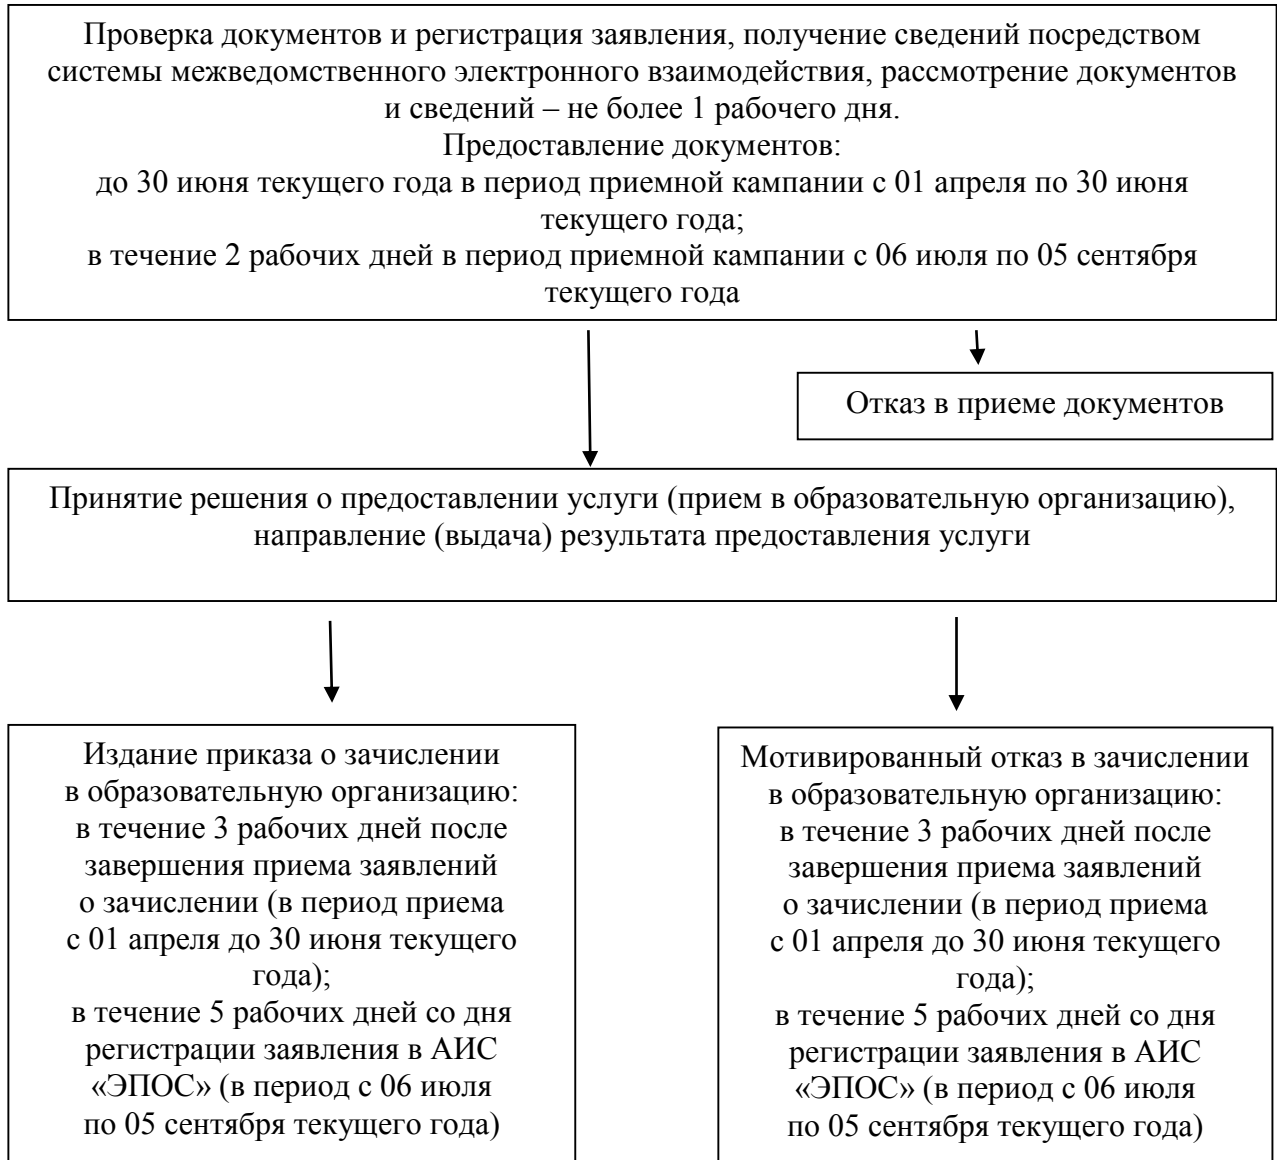 Проверка документов и регистрация заявления, получение сведений посредством
системы межведомственного электронного взаимодействия, рассмотрение документов
и сведений – не более 1 рабочего дня.
Предоставление документов:
до 30 июня текущего года в период приемной кампании с 01 апреля по 30 июня
текущего года;
в течение 2 рабочих дней в период приемной кампании с 06 июля по 05 сентября
текущего года
Отказ в приеме документов
Принятие решения о предоставлении услуги (прием в образовательную организацию),
направление (выдача) результата предоставления услуги
Издание приказа о зачислении
в образовательную организацию:
в течение 3 рабочих дней после
завершения приема заявлений
о зачислении (в период приема
с 01 апреля до 30 июня текущего
года);
в течение 5 рабочих дней со дня
регистрации заявления в АИС
«ЭПОС» (в период с 06 июля
по 05 сентября текущего года)
Мотивированный отказ в зачислении
в образовательную организацию:
в течение 3 рабочих дней после
завершения приема заявлений
о зачислении (в период приема
с 01 апреля до 30 июня текущего
года);
в течение 5 рабочих дней со дня
регистрации заявления в АИС
«ЭПОС» (в период с 06 июля
по 05 сентября текущего года)